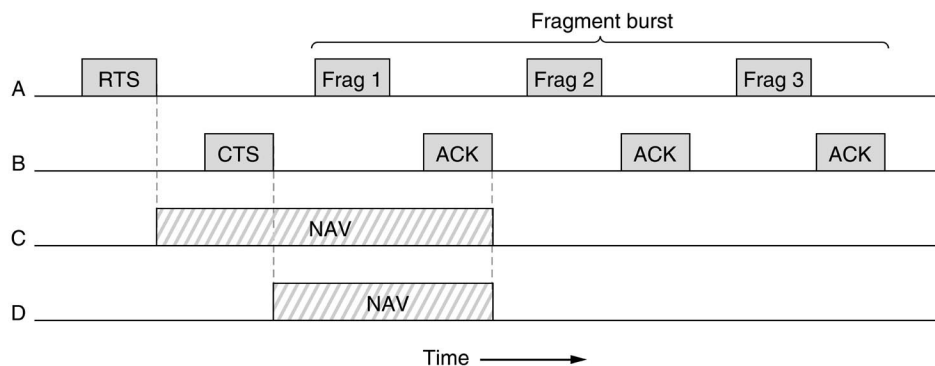 Fragment burst
A RTS Frag 1 Frag 2 Frag 3
B CTS ACK ACK ACK
C NAV
D NAV
Time